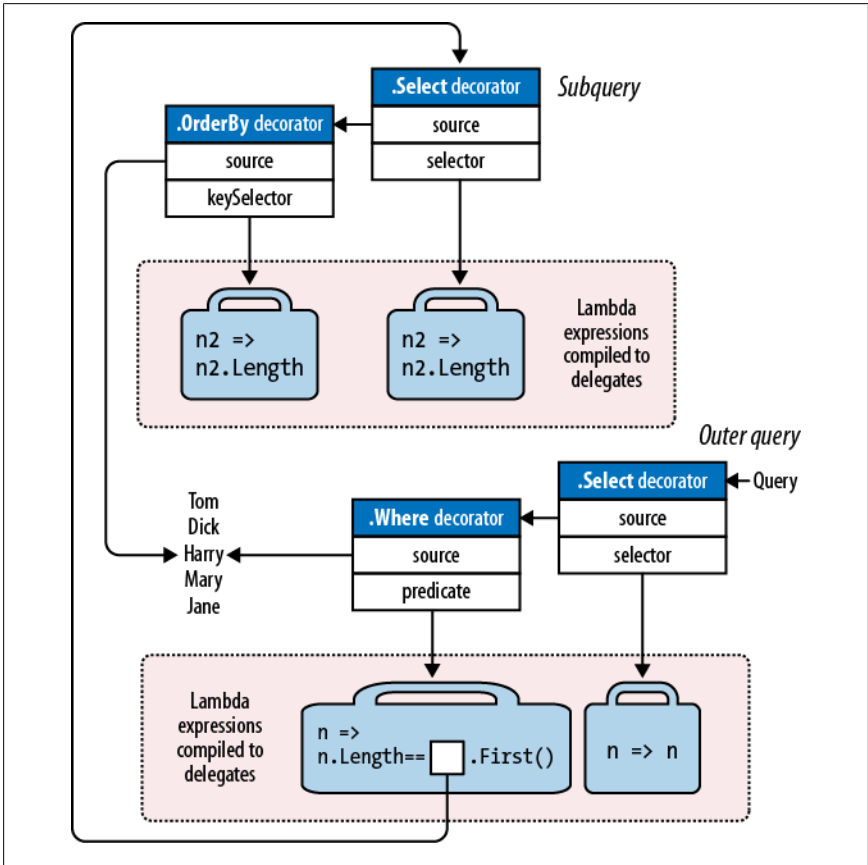 .Select decorator
source
selector
Subquery
.OrderBy decorator
source
keySelector
n2 =>
n2.Length
n2 =>
n2.Length
Lambda
expressions
compiled to
delegates
Outer query
.Select decorator
source
selector
Query
.Where decorator
source
predicate
Tom
Dick
Harry
Mary
Jane
Lambda
expressions
compiled to
delegates
n =>
n.Length== .First()
n => n